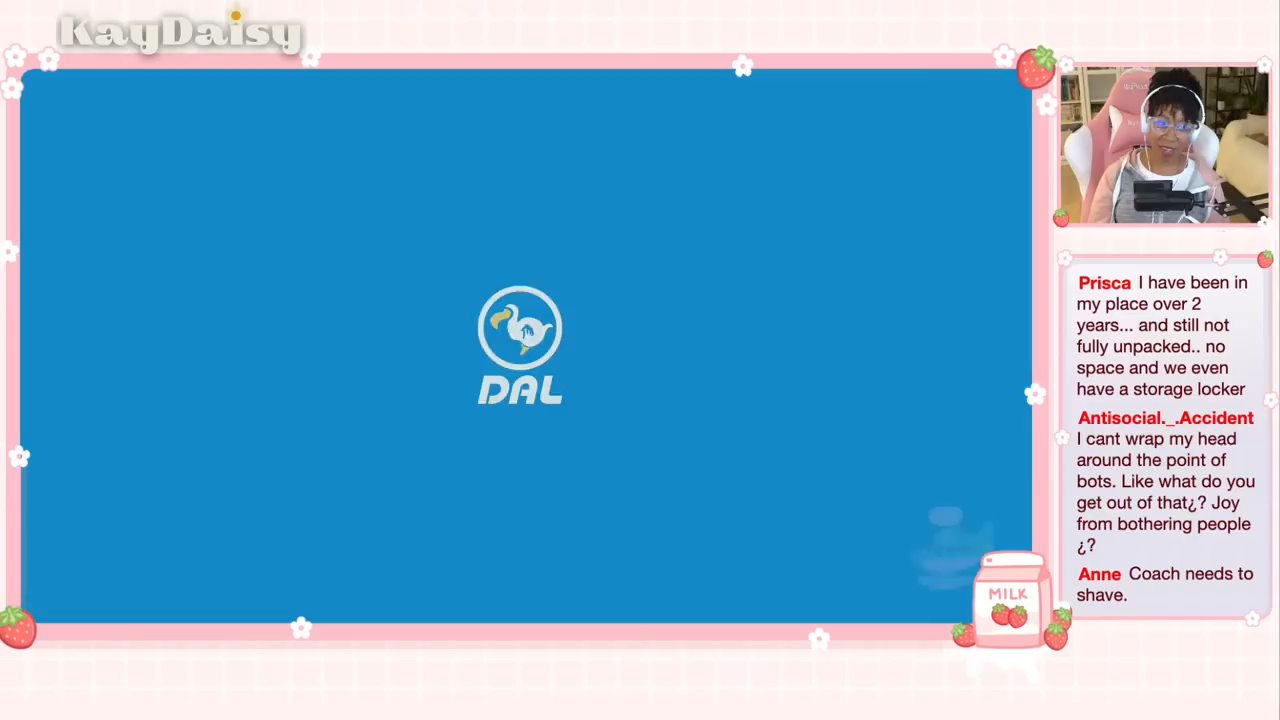 KayDaisy
DAL
MILK
Prisca I have been in
my place over 2
years... and still not
fully unpacked.. no
space and we even
have a storage locker
Antisocial._.Accident
I cant wrap my head
around the point of
bots. Like what do you
get out of that¿? Joy
from bothering people
¿?
Anne Coach needs to
shave.